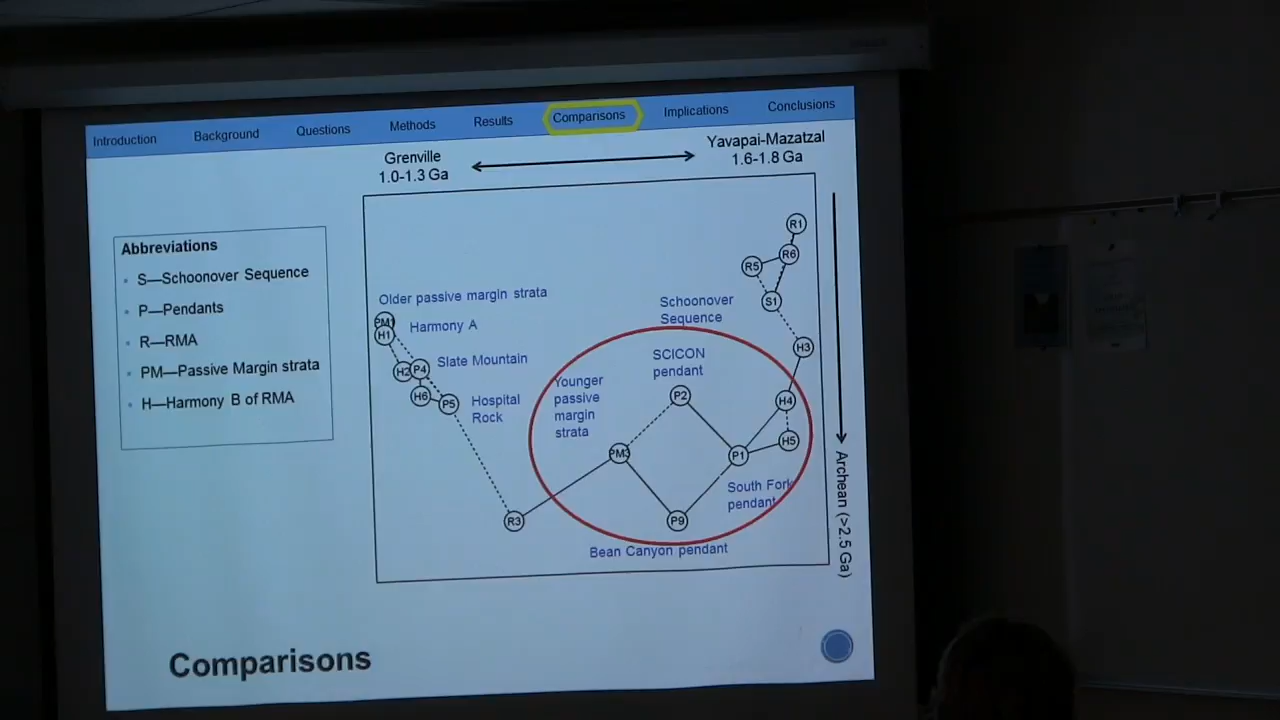 Introduction Background Questions Methods Results Comparisons Implications Conclusions
Grenville
1.0-1.3 Ga
Yavapai-Mazatzal
1.6-1.8 Ga
Abbreviations
S—Schoonover Sequence
P—Pendants
R—RMA
PM—Passive Margin strata
H—Harmony B of RMA
R1
R6
R5
S1
Older passive margin strata
Schoonover
Sequence
PM1
H1
Harmony A
H3
SCICON
pendant
Slate Mountain
H2
P4
Younger
passive
margin
strata
H6
P5
Hospital
Rock
P2
H4
H5
PM3
P1
South Fork
pendant
R3
P9
Bean Canyon pendant
Archean (>2.5 Ga)
Comparisons